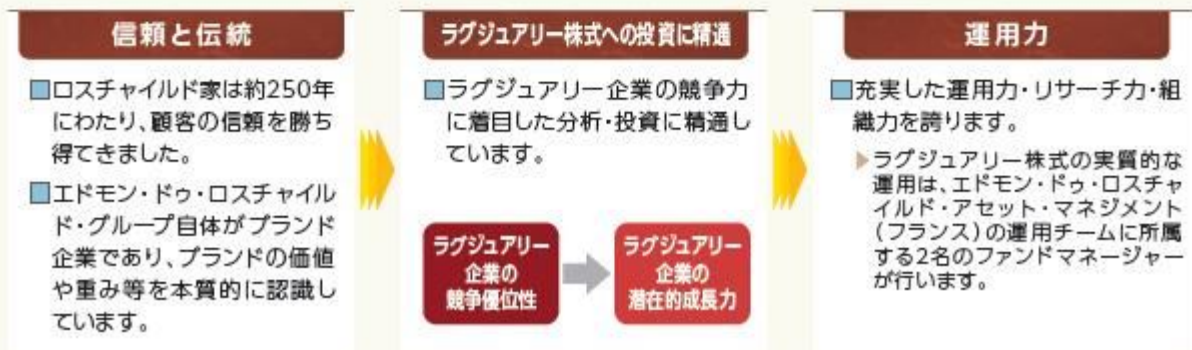 信頼と伝統
■ロスチャイルド家は約250年
にわたり、顧客の信頼を勝ち
得てきました。
■エドモン・ドゥ・ロスチャイル
ド・グループ自体がブランド
企業であり、ブランドの価値
や重み等を本質的に認識し
ています。
ラグジュアリー株式への投資に精通
■ラグジュアリー企業の競争力
に着目した分析・投資に精通し
ています。
ラグジュアリー
企業の
競争優位性
ラグジュアリー
企業の
潜在的成長力
運用力
■充実した運用力・リサーチ力・組
織力を誇ります。
▶ラグジュアリー株式の実質的な
運用は、エドモン・ドゥ・ロスチャ
イルド・アセット・マネジメント
(フランス)の運用チームに所属
する2名のファンドマネージャー
が行います。